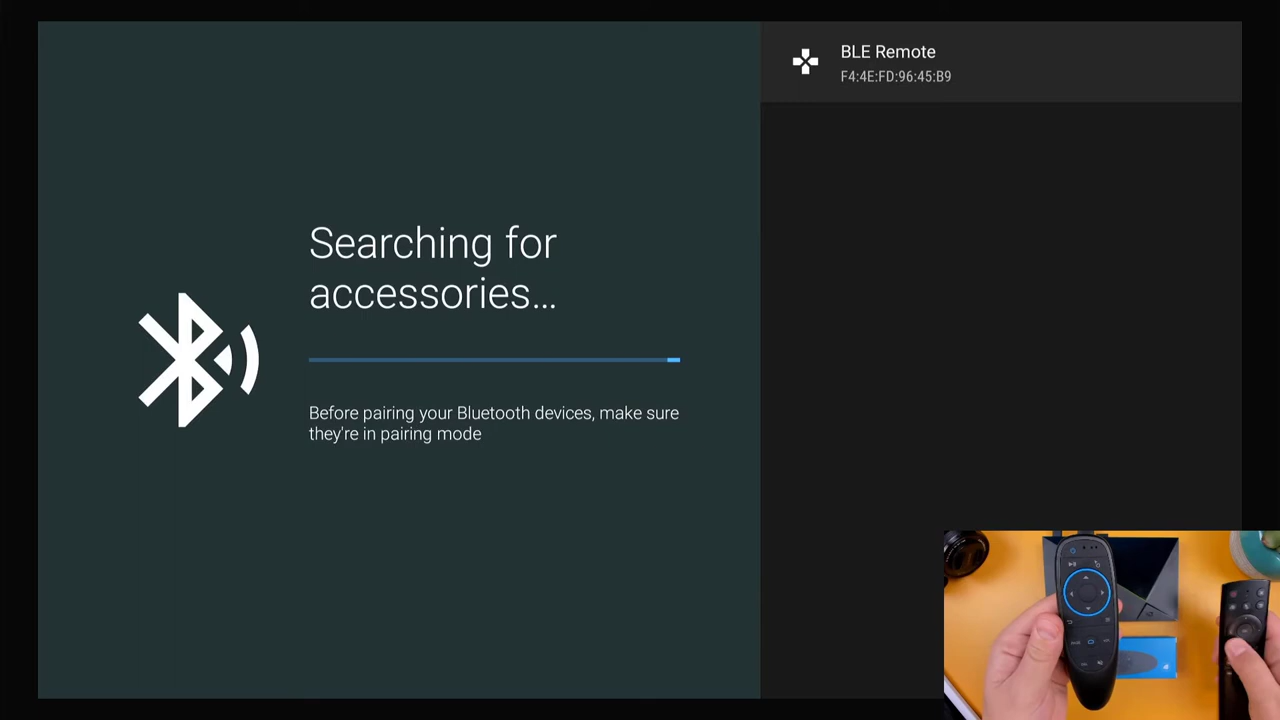 Searching for
accessories…
Before pairing your Bluetooth devices, make sure
they're in pairing mode
BLE Remote
F4:4E:FD:96:45:B9